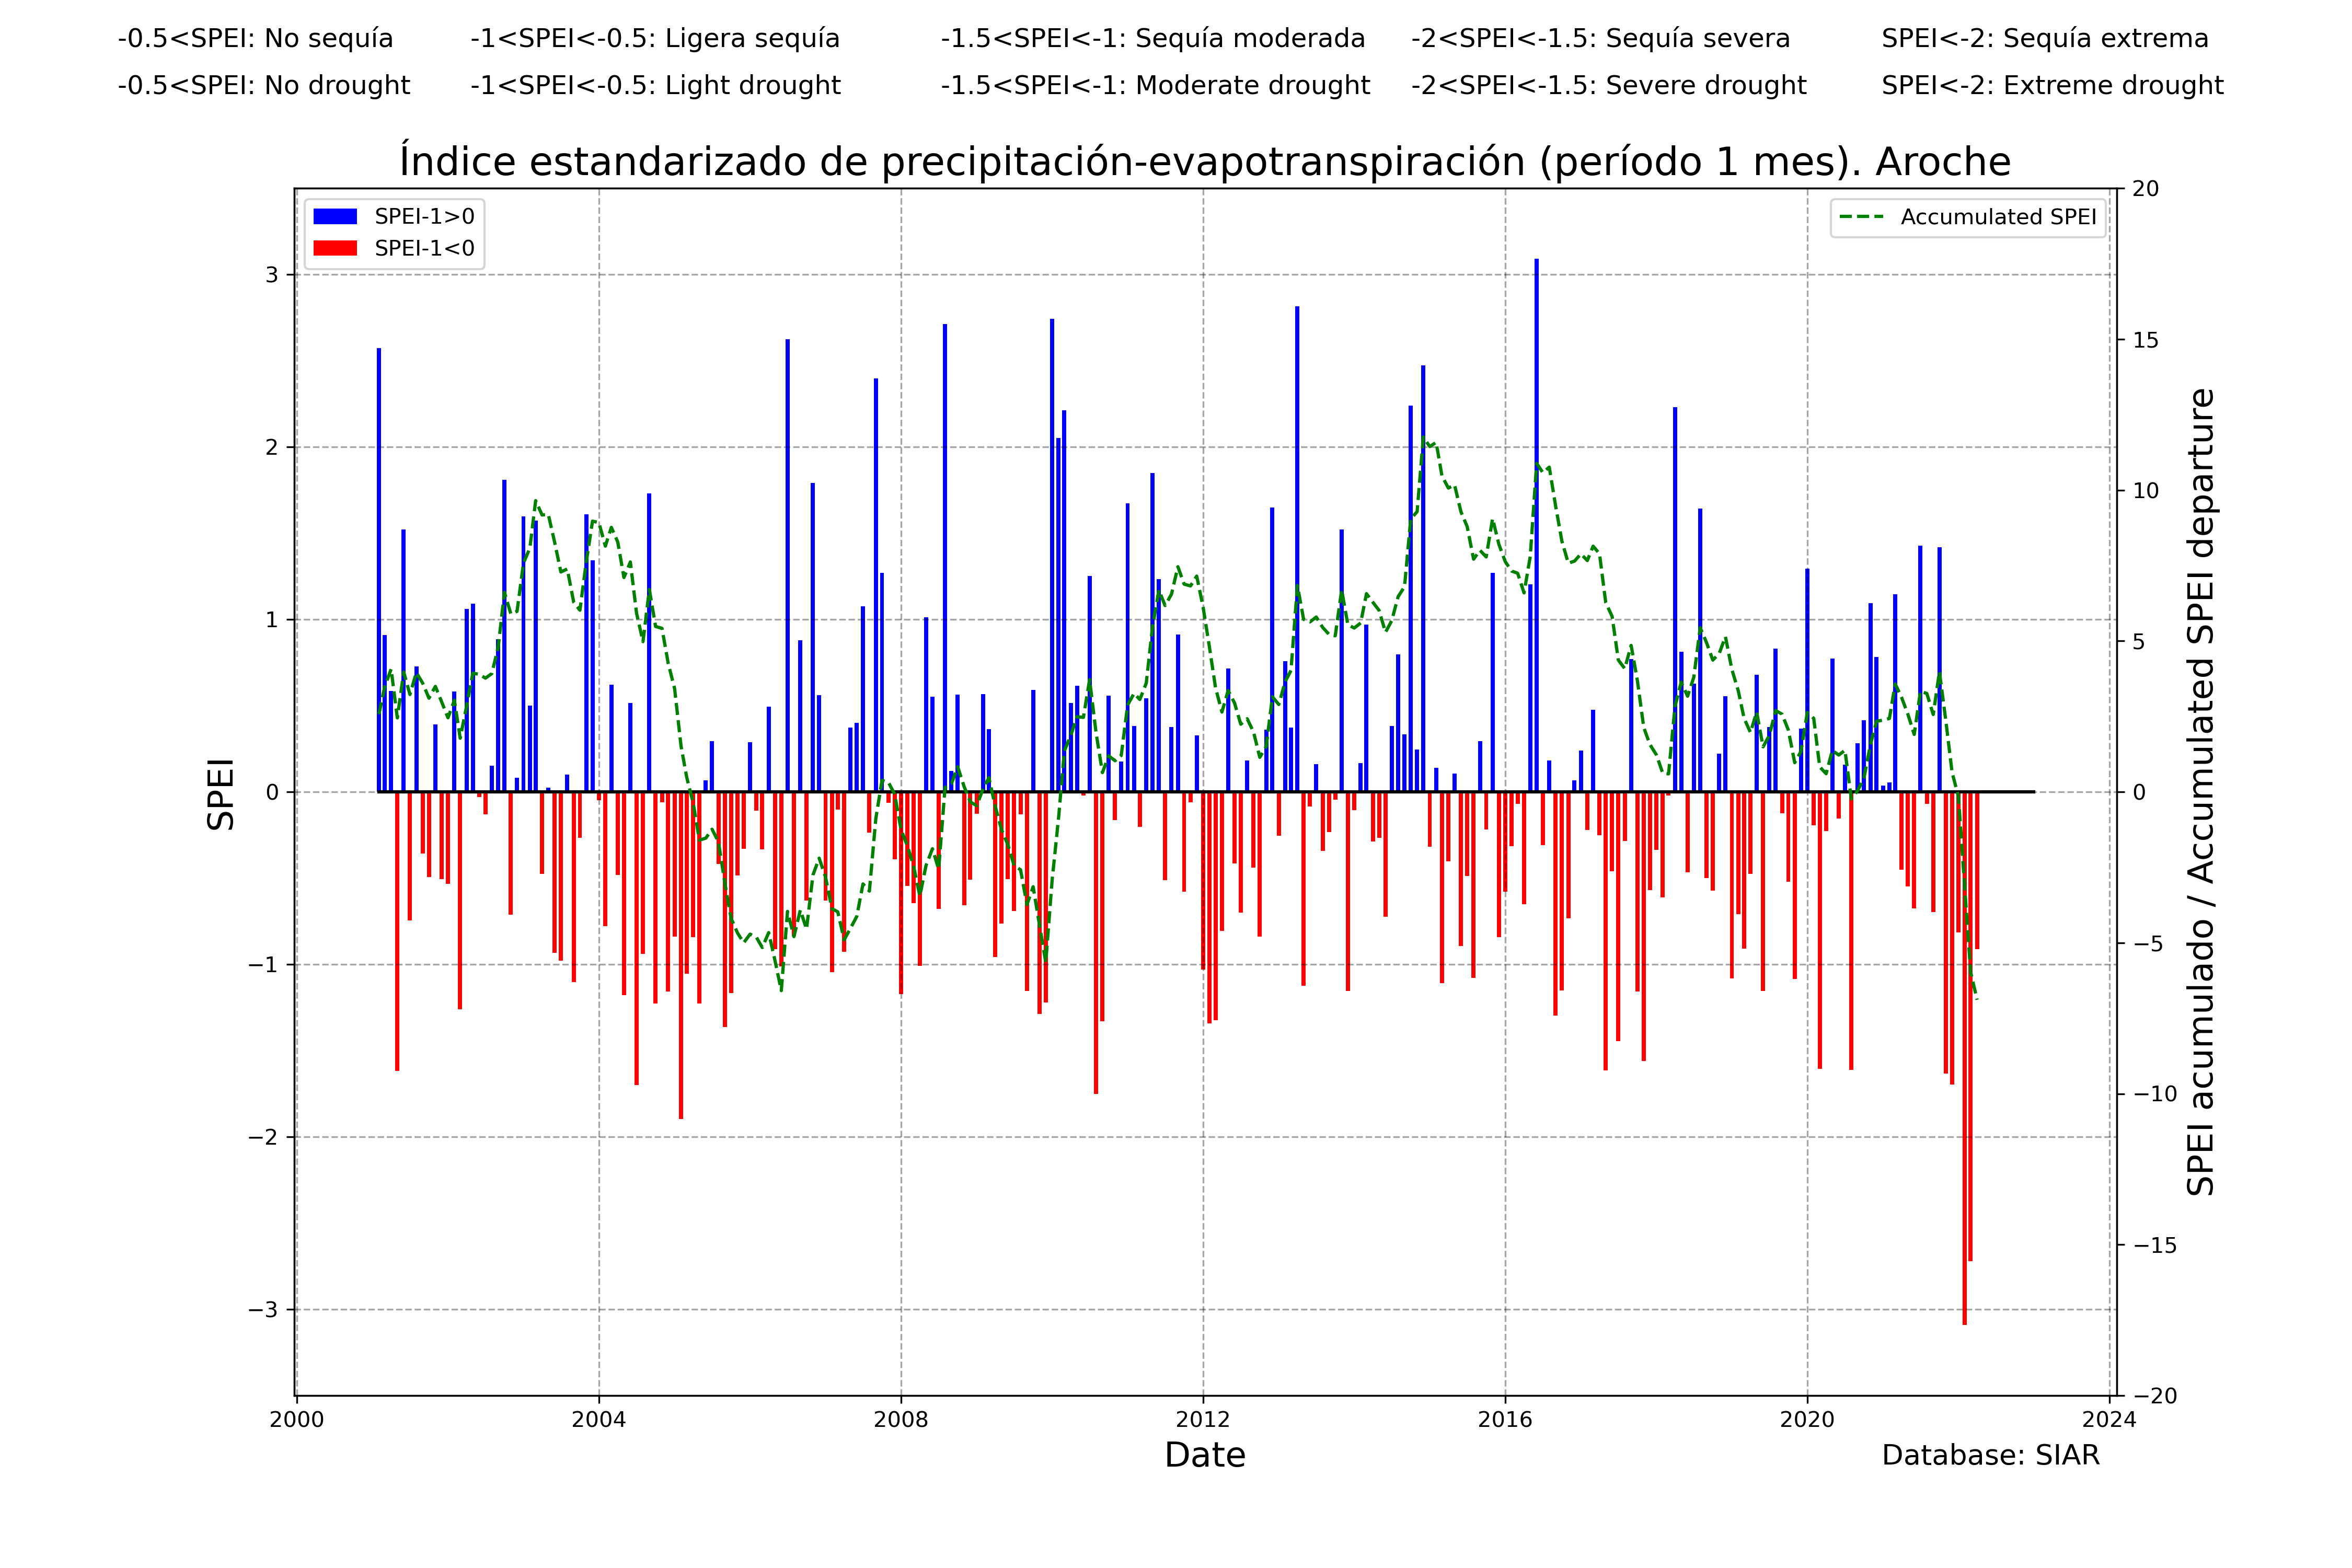 -0.5<SPEI: No sequía -1<SPEI<-0.5: Ligera sequía -1.5<SPEI<-1: Sequía moderada -2<SPEI<-1.5: Sequía severa SPEI<-2: Sequía extrema
-0.5<SPEI: No drought -1<SPEI<-0.5: Light drought -1.5<SPEI<-1: Moderate drought -2<SPEI<-1.5: Severe drought SPEI<-2: Extreme drought
Índice estandarizado de precipitación-evapotranspiración (período 1 mes). Aroche
SPEI-1>0
SPEI-1<0
Accumulated SPEI
SPEI
3
2
1
0
−1
−2
−3
20
15
10
5
0
−5
−10
−15
−20
SPEI acumulado / Accumulated SPEI departure
2000 2004 2008 2012 2016 2020 2024
Date
Database: SIAR